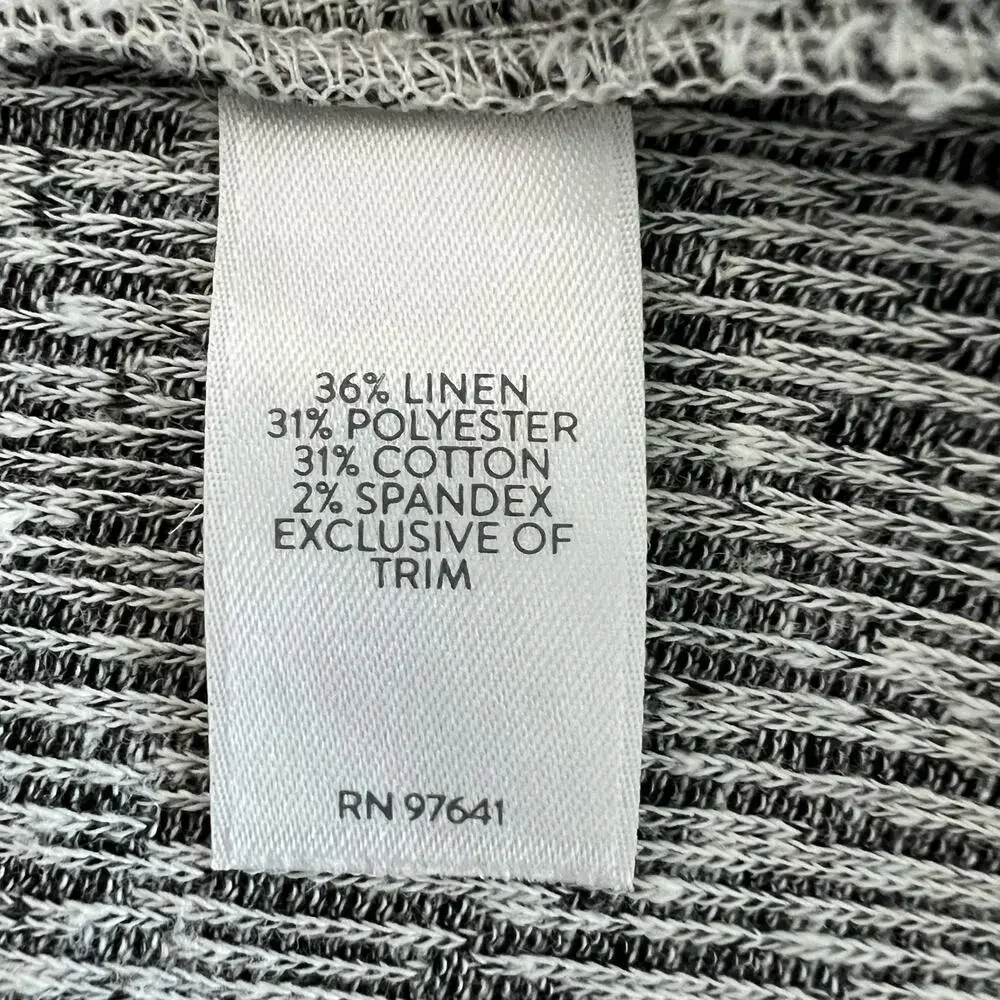 36% LINEN
31% POLYESTER
31% COTTON
2% SPANDEX
EXCLUSIVE OF
TRIM
RN 97641